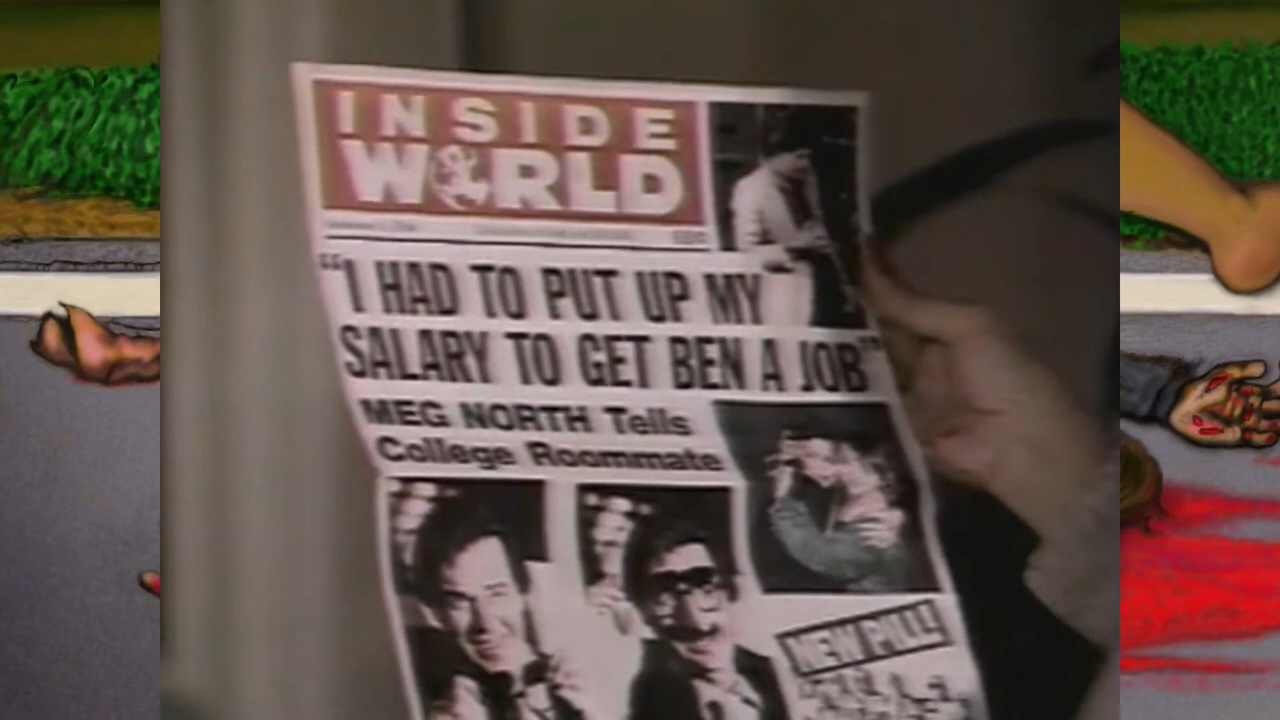 INSIDE
WORLD
"I HAD TO PUT UP MY
SALARY TO GET BEN A JOB"
MEG NORTH Tells
College Roommate
NEW PILL!